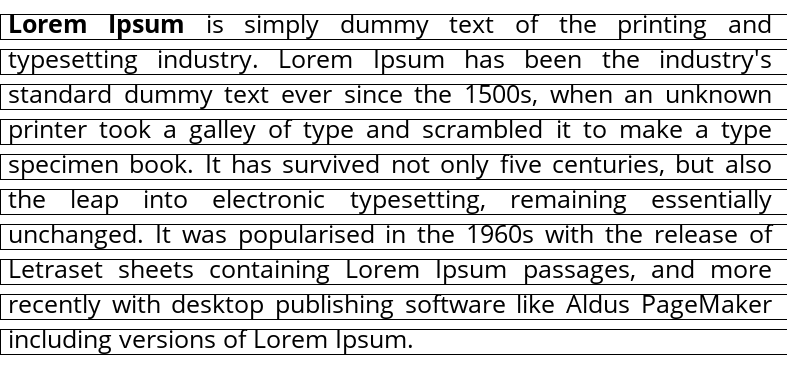 Lorem Ipsum is simply dummy text of the printing and
typesetting industry. Lorem Ipsum has been the industry's
standard dummy text ever since the 1500s, when an unknown
printer took a galley of type and scrambled it to make a type
specimen book. It has survived not only five centuries, but also
the leap into electronic typesetting, remaining essentially
unchanged. It was popularised in the 1960s with the release of
Letraset sheets containing Lorem Ipsum passages, and more
recently with desktop publishing software like Aldus PageMaker
including versions of Lorem Ipsum.